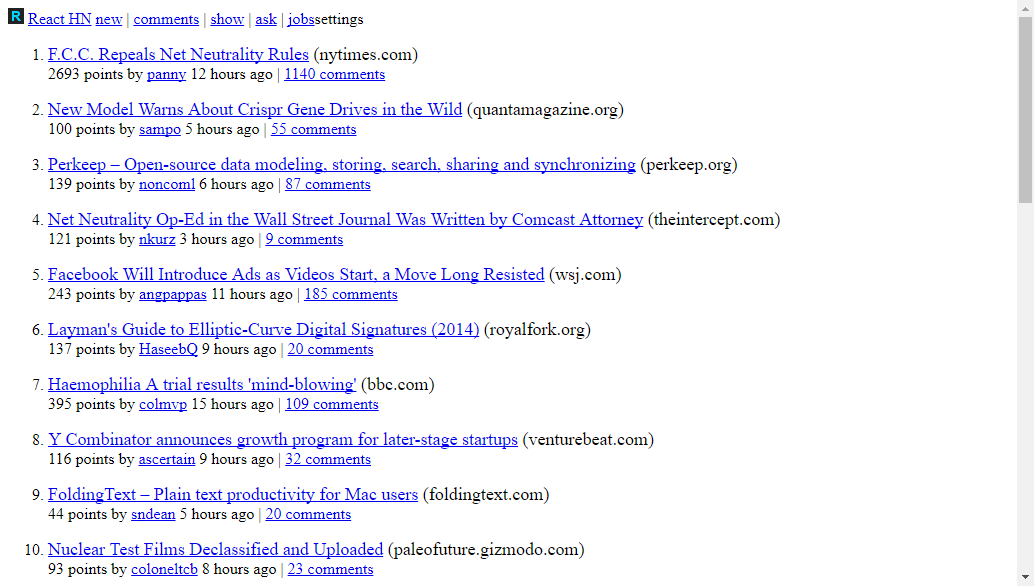 R React HN new | comments | show | ask | jobssettings
1. F.C.C. Repeals Net Neutrality Rules (nytimes.com)
2693 points by panny 12 hours ago | 1140 comments
2. New Model Warns About Crispr Gene Drives in the Wild (quantamagazine.org)
100 points by sampo 5 hours ago | 55 comments
3. Perkeep – Open-source data modeling, storing, search, sharing and synchronizing (perkeep.org)
139 points by noncoml 6 hours ago | 87 comments
4. Net Neutrality Op-Ed in the Wall Street Journal Was Written by Comcast Attorney (theintercept.com)
121 points by nkurz 3 hours ago | 9 comments
5. Facebook Will Introduce Ads as Videos Start, a Move Long Resisted (wsj.com)
243 points by angpappas 11 hours ago | 185 comments
6. Layman's Guide to Elliptic-Curve Digital Signatures (2014) (royalfork.org)
137 points by HaseebQ 9 hours ago | 20 comments
7. Haemophilia A trial results 'mind-blowing' (bbc.com)
395 points by colmvp 15 hours ago | 109 comments
8. Y Combinator announces growth program for later-stage startups (venturebeat.com)
116 points by ascertain 9 hours ago | 32 comments
9. FoldingText – Plain text productivity for Mac users (foldingtext.com)
44 points by sndean 5 hours ago | 20 comments
10. Nuclear Test Films Declassified and Uploaded (paleofuture.gizmodo.com)
93 points by coloneltcb 8 hours ago | 23 comments